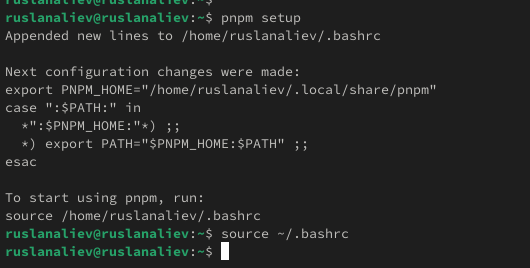 ruslanaliev@ruslanaliev:~$
ruslanaliev@ruslanaliev:~$ pnpm setup
Appended new lines to /home/ruslanaliev/.bashrc

Next configuration changes were made:
export PNPM_HOME="/home/ruslanaliev/.local/share/pnpm"
case ":$PATH:" in
  *":$PNPM_HOME:"*) ;;
  *) export PATH="$PNPM_HOME:$PATH" ;;
esac

To start using pnpm, run:
source /home/ruslanaliev/.bashrc
ruslanaliev@ruslanaliev:~$ source ~/.bashrc
ruslanaliev@ruslanaliev:~$